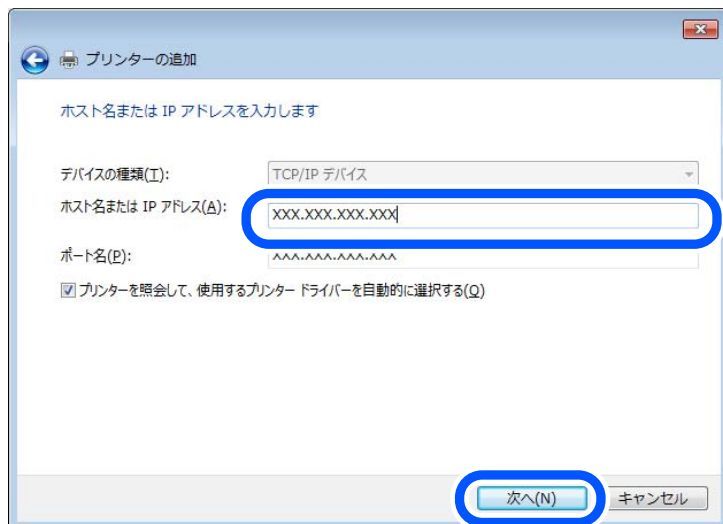 プリンターの追加
ホスト名または IP アドレスを入力します
デバイスの種類(T): TCP/IP デバイス
ホスト名または IP アドレス(A): XXX.XXX.XXX.XXX
ポート名(P): XXX.XXX.XXX.XXX
プリンターを照会して、使用するプリンター ドライバーを自動的に選択する(Q)
次へ(N) キャンセル